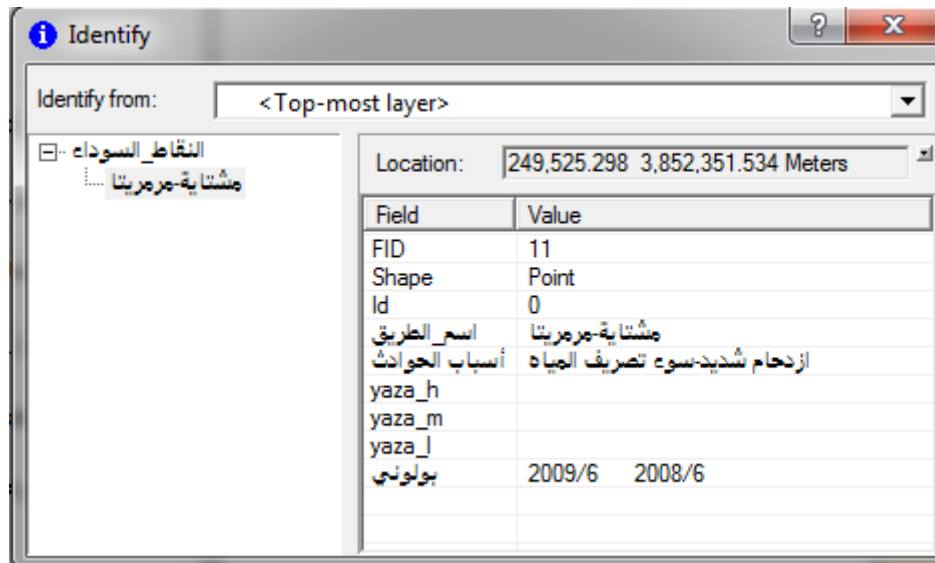 Identify
Identify from: <Top-most layer>
النقاط_السوداء
مشتاية-مرمريتا
Location: 249,525.298 3,852,351.534 Meters
Field Value
FID 11
Shape Point
Id 0
اسم_الطريق مشتاية-مرمريتا
أسباب الحوادث ازدحام شديد-سوء تصريف المياه
yaza_h
yaza_m
yaza_l
بولوني 2009/6 2008/6